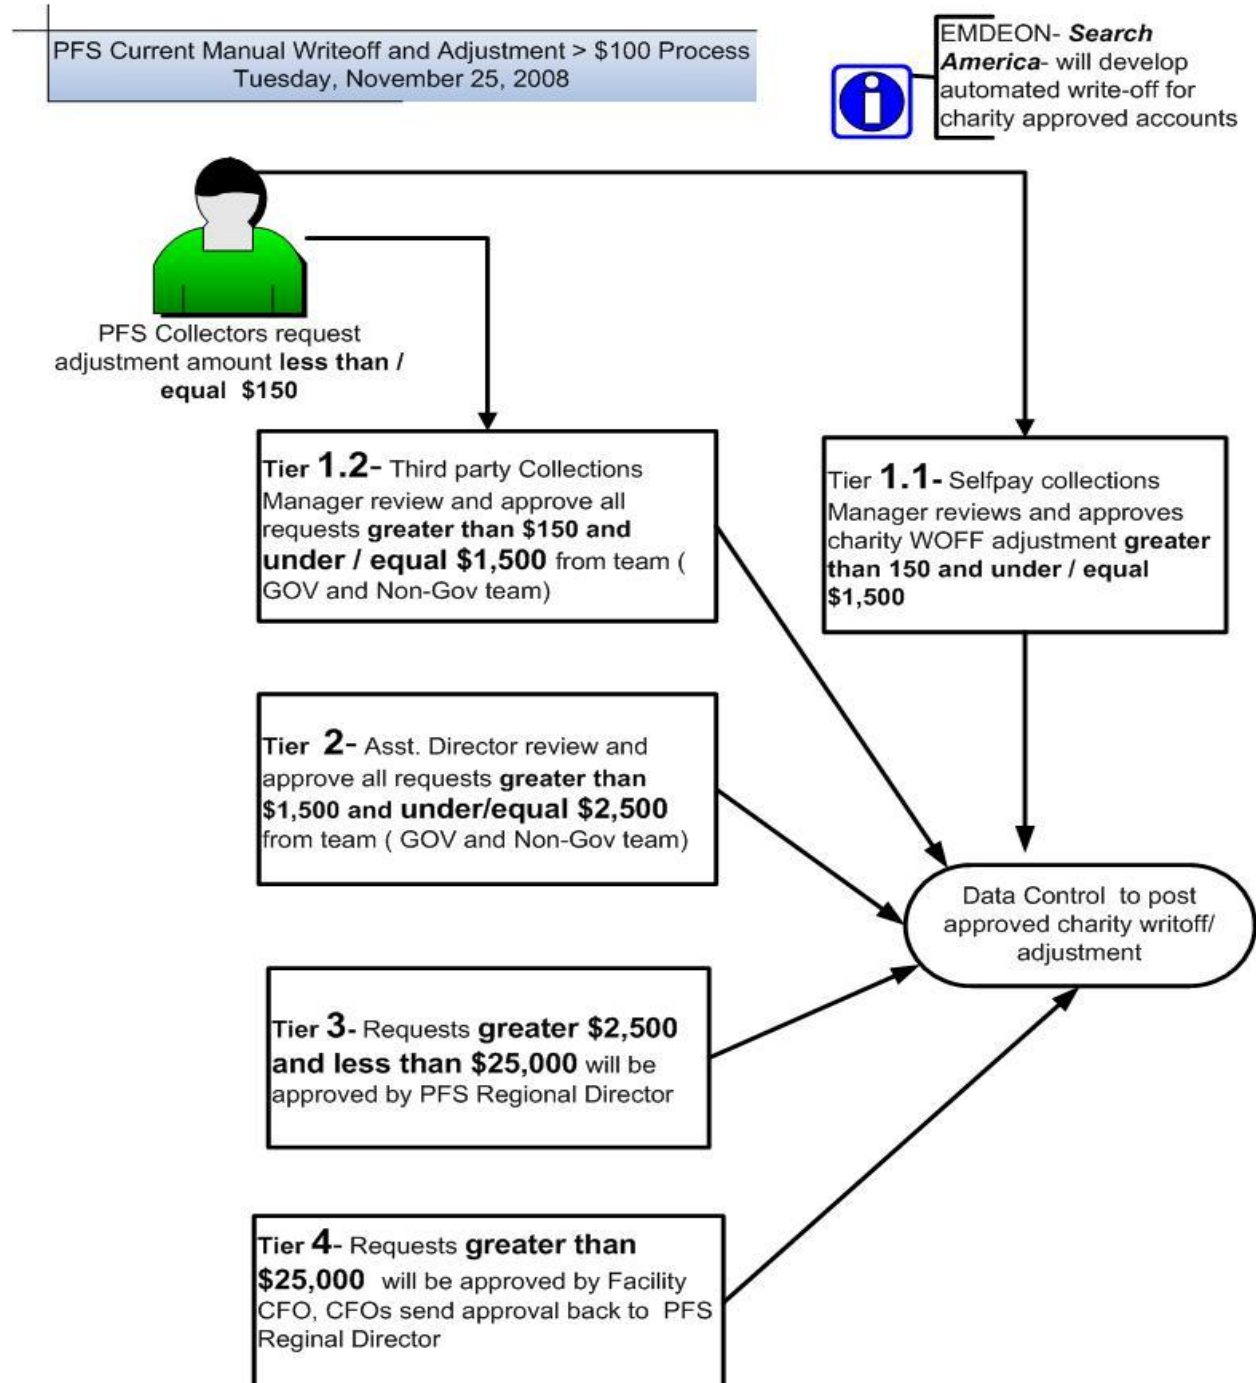 PFS Current Manual Writeoff and Adjustment > $100 Process
Tuesday, November 25, 2008
EMDEON- Search
America- will develop
automated write-off for
charity approved accounts
PFS Collectors request
adjustment amount less than /
equal $150
Tier 1.2- Third party Collections
Manager review and approve all
requests greater than $150 and
under / equal $1,500 from team (
GOV and Non-Gov team)
Tier 1.1- Selfpay collections
Manager reviews and approves
charity WOFF adjustment greater
than 150 and under / equal
$1,500
Tier 2- Asst. Director review and
approve all requests greater than
$1,500 and under/equal $2,500
from team ( GOV and Non-Gov team)
Data Control to post
approved charity writoff/
adjustment
Tier 3- Requests greater $2,500
and less than $25,000 will be
approved by PFS Regional Director
Tier 4- Requests greater than
$25,000 will be approved by Facility
CFO, CFOs send approval back to PFS
Reginal Director